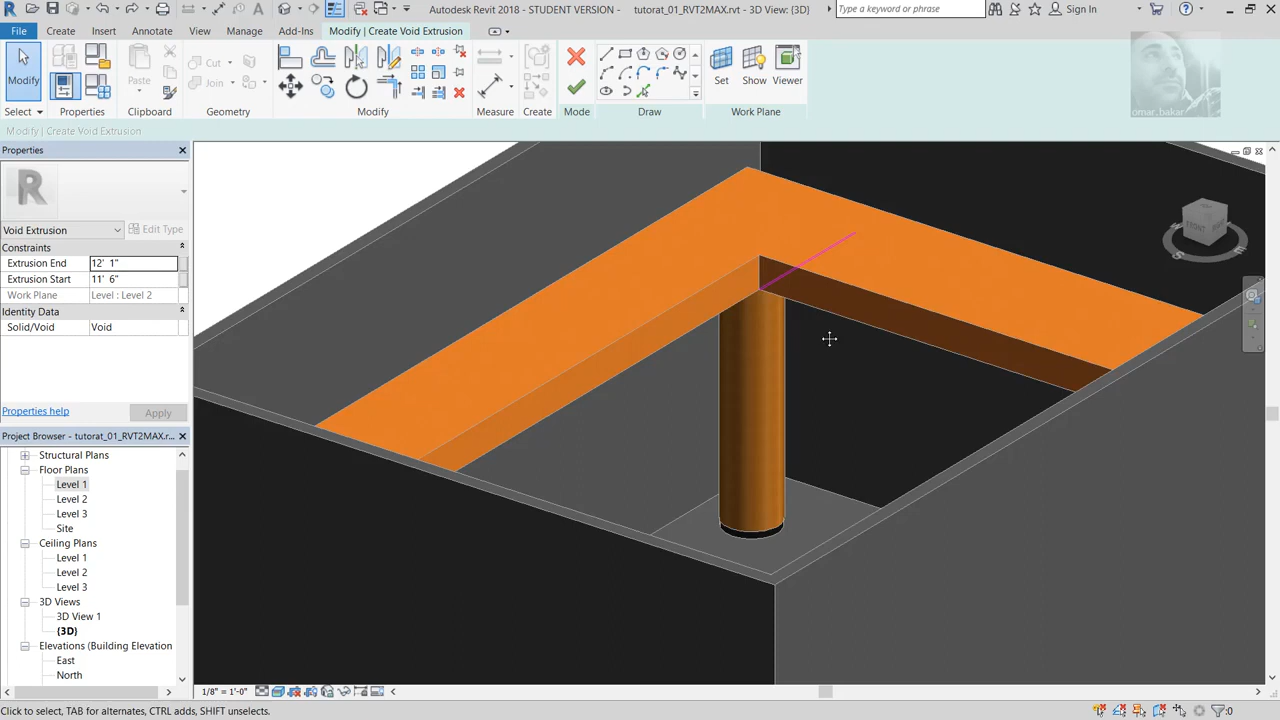 Autodesk Revit 2018 - STUDENT VERSION - tutorat_01_RVT2MAX.rvt - 3D View: {3D}
Type a keyword or phrase
Sign In
File Create Insert Annotate View Manage Add-Ins Modify | Create Void Extrusion
Modify
Paste
Cut
Join
Set Show Viewer
Select Properties Clipboard Geometry Modify Measure Create Mode Draw Work Plane
omar_bakar
Modify | Create Void Extrusion
Properties
R
Void Extrusion
Edit Type
Constraints
Extrusion End 12' 1"
Extrusion Start 11' 6"
Work Plane Level : Level 2
Identity Data
Solid/Void Void
Properties help
Apply
Project Browser - tutorat_01_RVT2MAX.r...
Structural Plans
Floor Plans
Level 1
Level 2
Level 3
Site
Ceiling Plans
Level 1
Level 2
Level 3
3D Views
3D View 1
{3D}
Elevations (Building Elevation
East
North
FRONT
S
1/8" = 1'-0"
Click to select, TAB for alternates, CTRL adds, SHIFT unselects.
:0